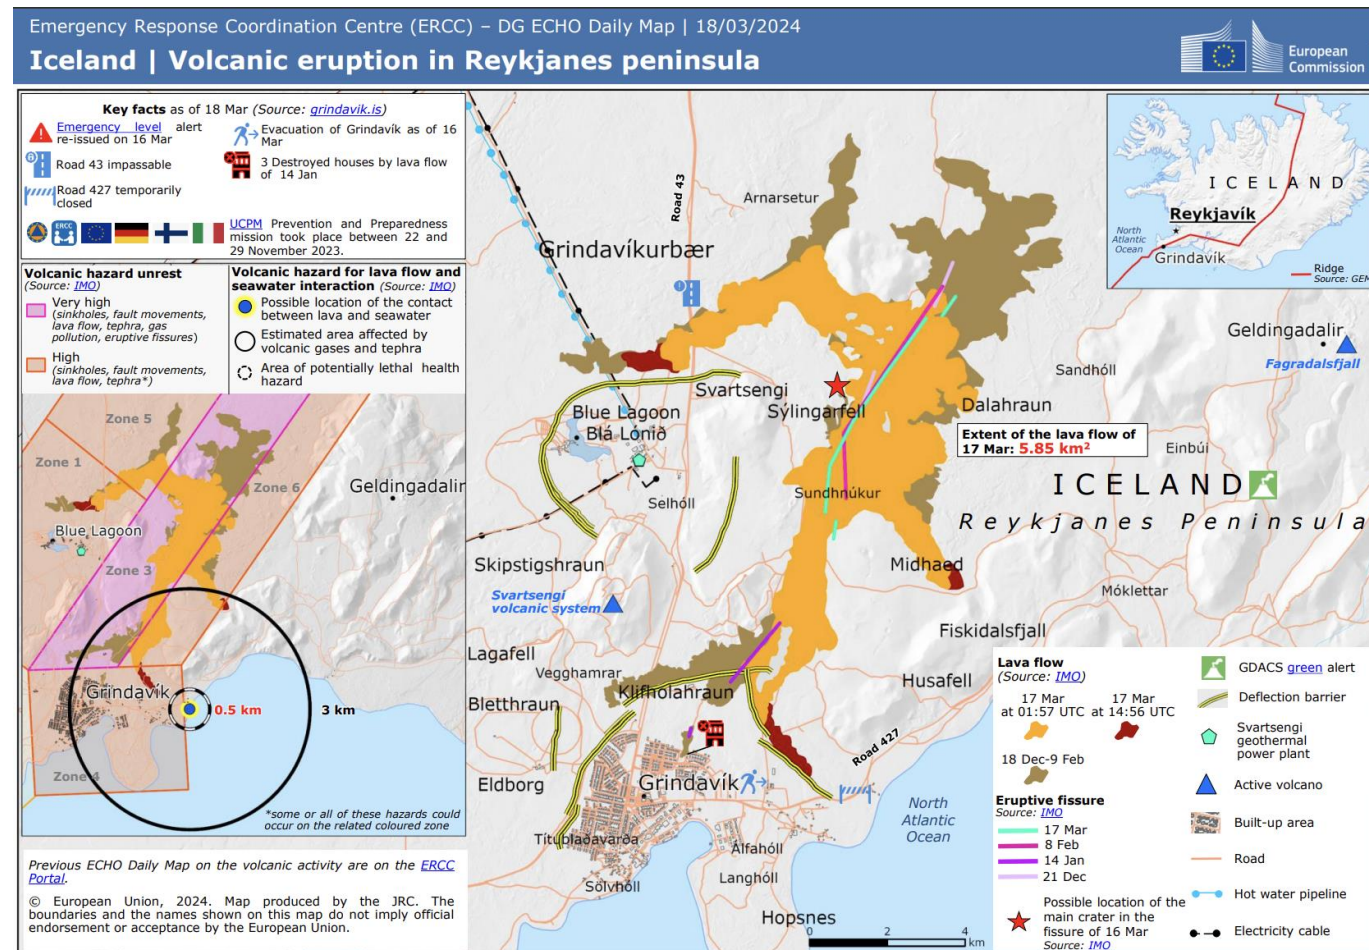 Emergency Response Coordination Centre (ERCC) – DG ECHO Daily Map | 18/03/2024
Iceland | Volcanic eruption in Reykjanes peninsula
European
Commission
Key facts as of 18 Mar (Source: grindavik.is)
Emergency level alert
re-issued on 16 Mar
Evacuation of Grindavík as of 16
Mar
Road 43 impassable
3 Destroyed houses by lava flow
of 14 Jan
Road 427 temporarily
closed
ERCC
UCPM Prevention and Preparedness
mission took place between 22 and
29 November 2023.
Volcanic hazard unrest
(Source: IMO)
Very high
(sinkholes, fault movements,
lava flow, tephra, gas
pollution, eruptive fissures)
High
(sinkholes, fault movements,
lava flow, tephra*)
Volcanic hazard for lava flow and
seawater interaction (Source: IMO)
Possible location of the contact
between lava and seawater
Estimated area affected by
volcanic gases and tephra
Area of potentially lethal health
hazard
Zone 5
Zone 1
Zone 6
Geldingadalir
Blue Lagoon
Zone 3
Grindavík
0.5 km
3 km
Zone 4
*some or all of these hazards could
occur on the related coloured zone
Previous ECHO Daily Map on the volcanic activity are on the ERCC
Portal.
© European Union, 2024. Map produced by the JRC. The
boundaries and the names shown on this map do not imply official
endorsement or acceptance by the European Union.
Road 43
Arnarsetur
Grindavíkurbær
Svartsengi
Sýlingarfell
Blue Lagoon
Blá Lónið
Selhóll
Sundhnúkur
Dalahraun
Sandhóll
Geldingadalir
Fagradalsfjall
Extent of the lava flow of
17 Mar: 5.85 km²
Einbúi
ICELAND
Reykjanes Peninsula
Skipstigshraun
Svartsengi
volcanic system
Midhaed
Móklettar
Fiskidalsfjall
Lagafell
Vegghamrar
Husafell
Bletthraun
Klifholahraun
Road 427
Eldborg
Grindavík
North
Atlantic
Ocean
Títublaðavarða
Álfahóll
Sölvhóll
Langhóll
Hopsnes
0 2 4
km
ICELAND
Reykjavík
North
Atlantic
Ocean
Grindavík
Ridge
Source: GEM
Lava flow
(Source: IMO)
17 Mar
at 01:57 UTC
17 Mar
at 14:56 UTC
18 Dec-9 Feb
Eruptive fissure
Source: IMO
17 Mar
8 Feb
14 Jan
21 Dec
Possible location of the
main crater in the
fissure of 16 Mar
Source: IMO
GDACS green alert
Deflection barrier
Svartsengi
geothermal
power plant
Active volcano
Built-up area
Road
Hot water pipeline
Electricity cable